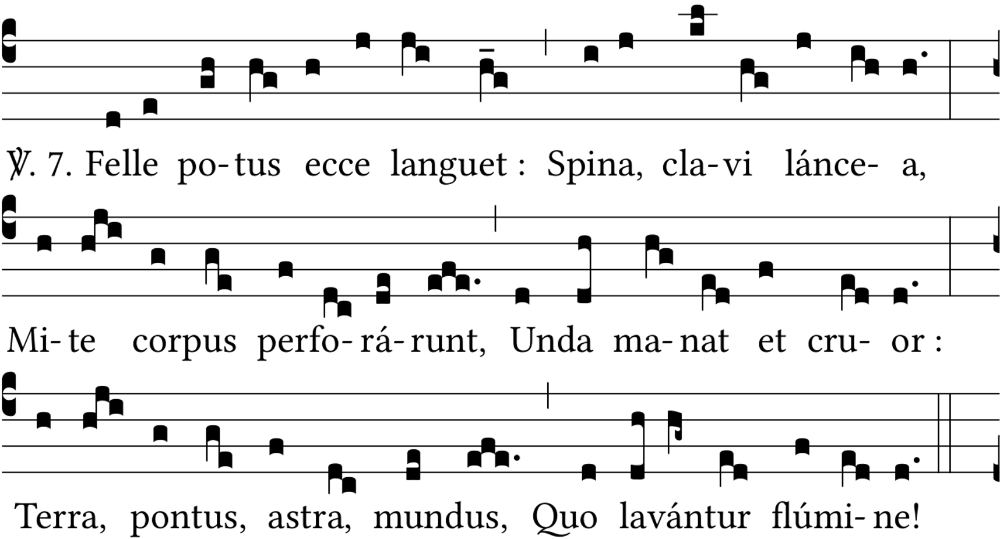 ℣. 7. Felle po-tus ecce languet : Spina, cla-vi lánce- a,
Mi-te corpus perfo-rá-runt, Unda ma-nat et cru- or :
Terra, pontus, astra, mundus, Quo lavántur flúmi-ne!